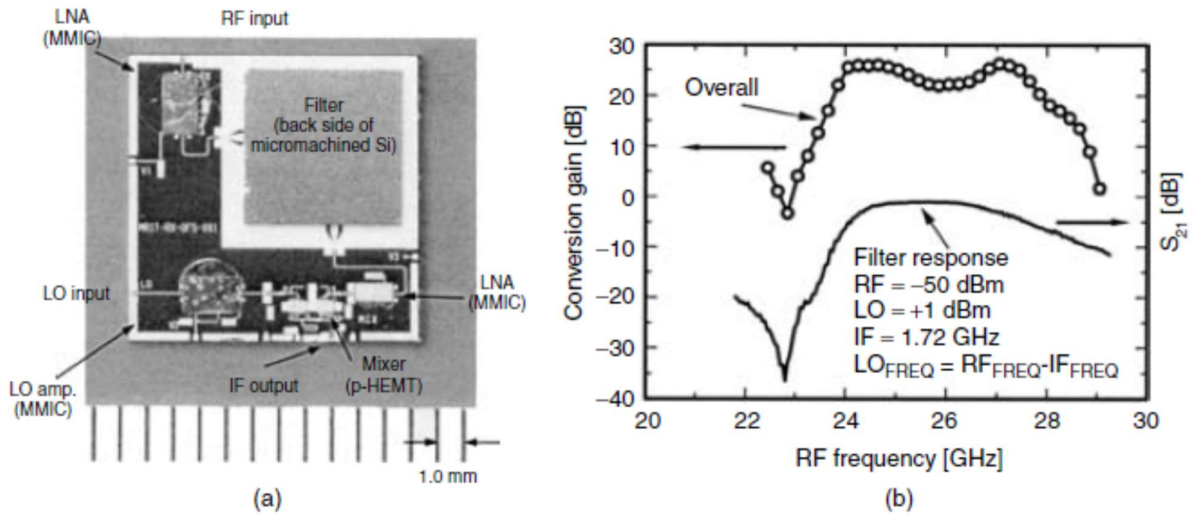 LNA
(MMIC)
RF input
Filter
(back side of
micromachined Si)
LO input
LNA
(MMIC)
LO amp.
(MMIC)
IF output
Mixer
(p-HEMT)
1.0 mm
(a)
30
20
10
0
−10
−20
−30
−40
Conversion gain [dB]
Overall
Filter response
RF = −50 dBm
LO = +1 dBm
IF = 1.72 GHz
LOFREQ = RFFREQ-IFFREQ
S21 [dB]
20 22 24 26 28 30
RF frequency [GHz]
(b)